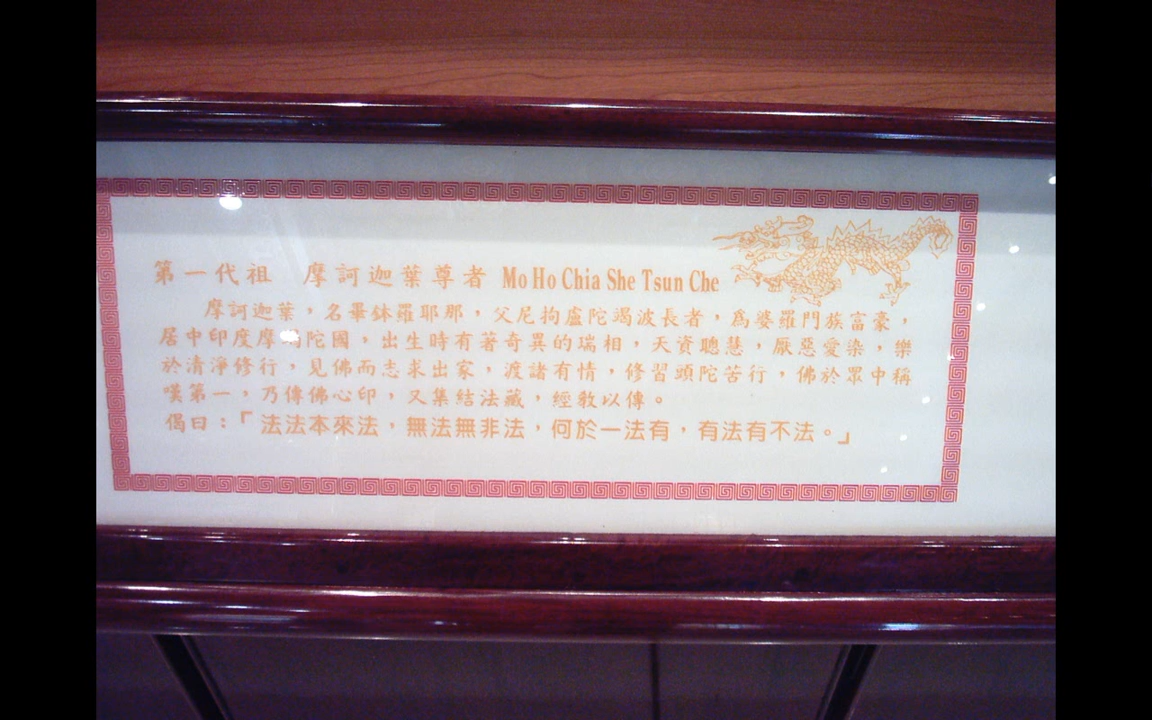 第一代祖 摩訶迦葉尊者 Mo Ho Chia She Tsun Che
摩訶迦葉，名畢鉢羅耶那，父尼拘盧陀竭波長者，為婆羅門族富豪，
居中印度摩竭陀國，出生時有著奇異的瑞相，天資聰慧，厭惡愛染，樂
於清淨修行，見佛而志求出家，渡諸有情，修習頭陀苦行，佛於眾中稱
嘆第一，乃傳佛心印，又集結法藏，經教以傳。
偈曰：「法法本來法，無法無非法，何於一法有，有法有不法。」